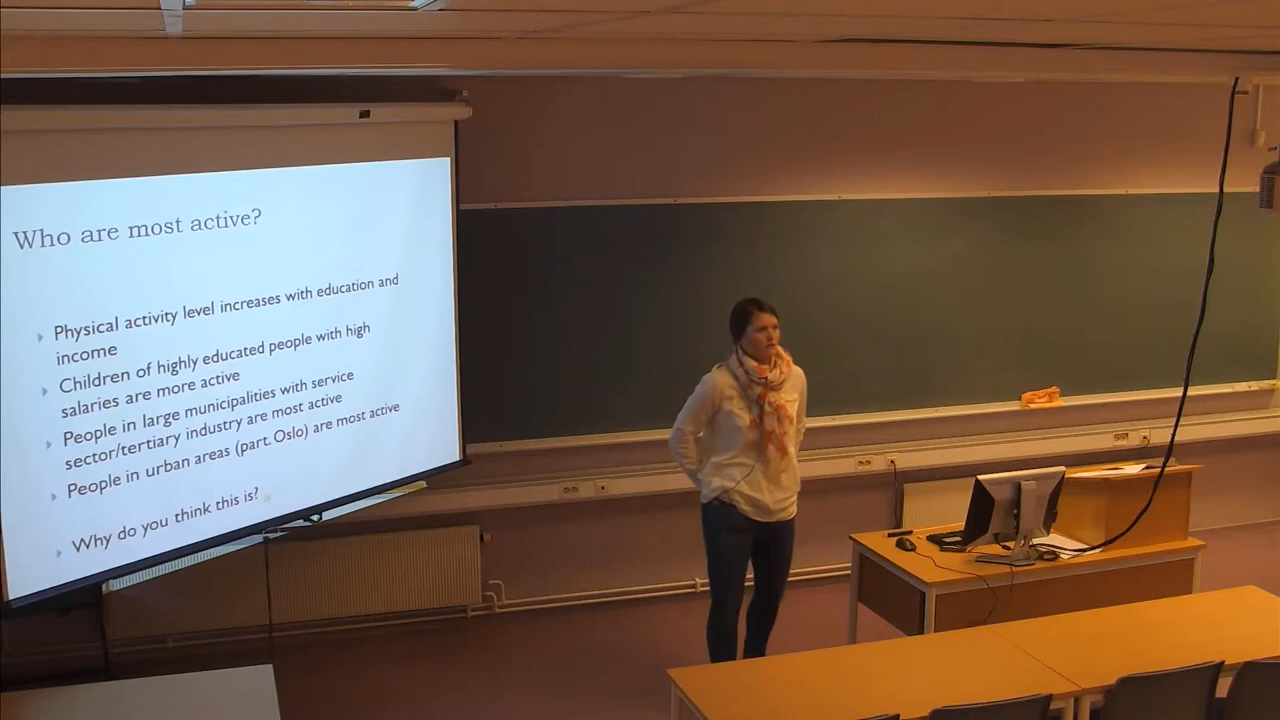 Who are most active?
Physical activity level increases with education and
income
Children of highly educated people with high
salaries are more active
People in large municipalities with service
sector/tertiary industry are most active
People in urban areas (part. Oslo) are most active
Why do you think this is?